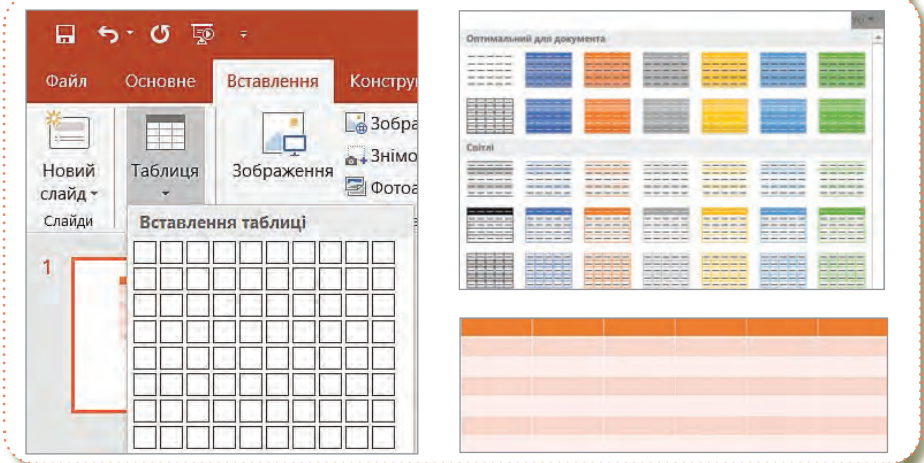 Файл Основне Вставлення Констру
Новий слайд
Таблиця
Зображення
Зобра
Знімо
Фотоа
Слайди
Вставлення таблиці
1
Усі
Оптимальний для документа
Світлі